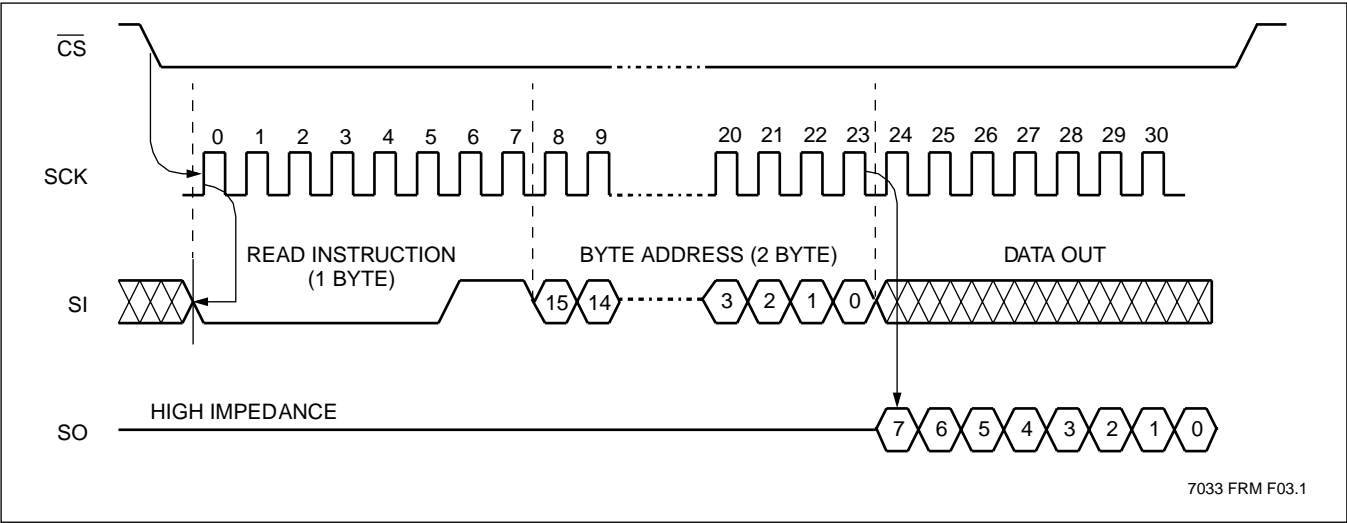 CS
0 1 2 3 4 5 6 7 8 9 20 21 22 23 24 25 26 27 28 29 30
SCK
READ INSTRUCTION
(1 BYTE)
BYTE ADDRESS (2 BYTE)
DATA OUT
SI
15 14 3 2 1 0
HIGH IMPEDANCE
SO
7 6 5 4 3 2 1 0
7033 FRM F03.1